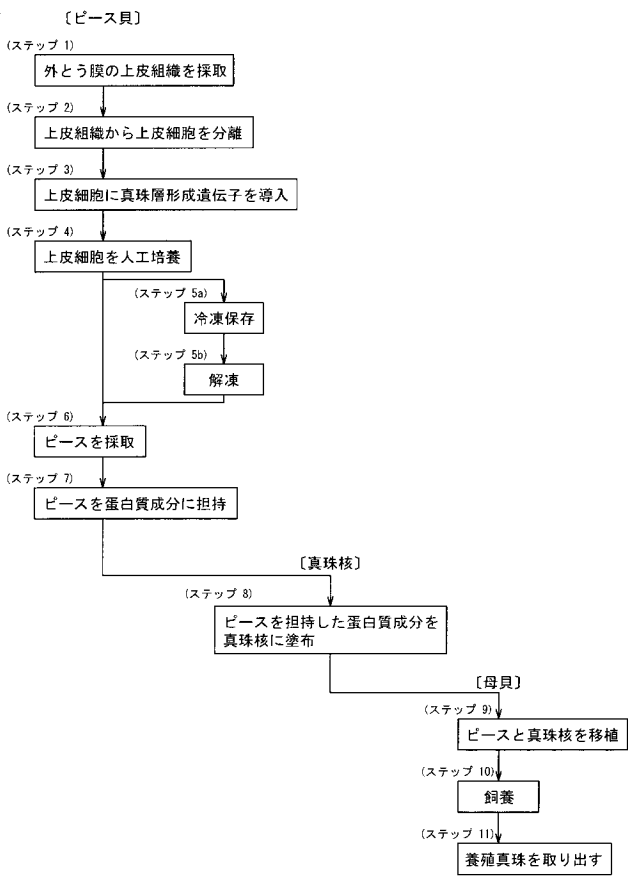 〔ピース貝〕
(ステップ 1)
外とう膜の上皮組織を採取
(ステップ 2)
上皮組織から上皮細胞を分離
(ステップ 3)
上皮細胞に真珠層形成遺伝子を導入
(ステップ 4)
上皮細胞を人工培養
(ステップ 5a)
冷凍保存
(ステップ 5b)
解凍
(ステップ 6)
ピースを採取
(ステップ 7)
ピースを蛋白質成分に担持
〔真珠核〕
(ステップ 8)
ピースを担持した蛋白質成分を
真珠核に塗布
〔母貝〕
(ステップ 9)
ピースと真珠核を移植
(ステップ 10)
飼養
(ステップ 11)
養殖真珠を取り出す